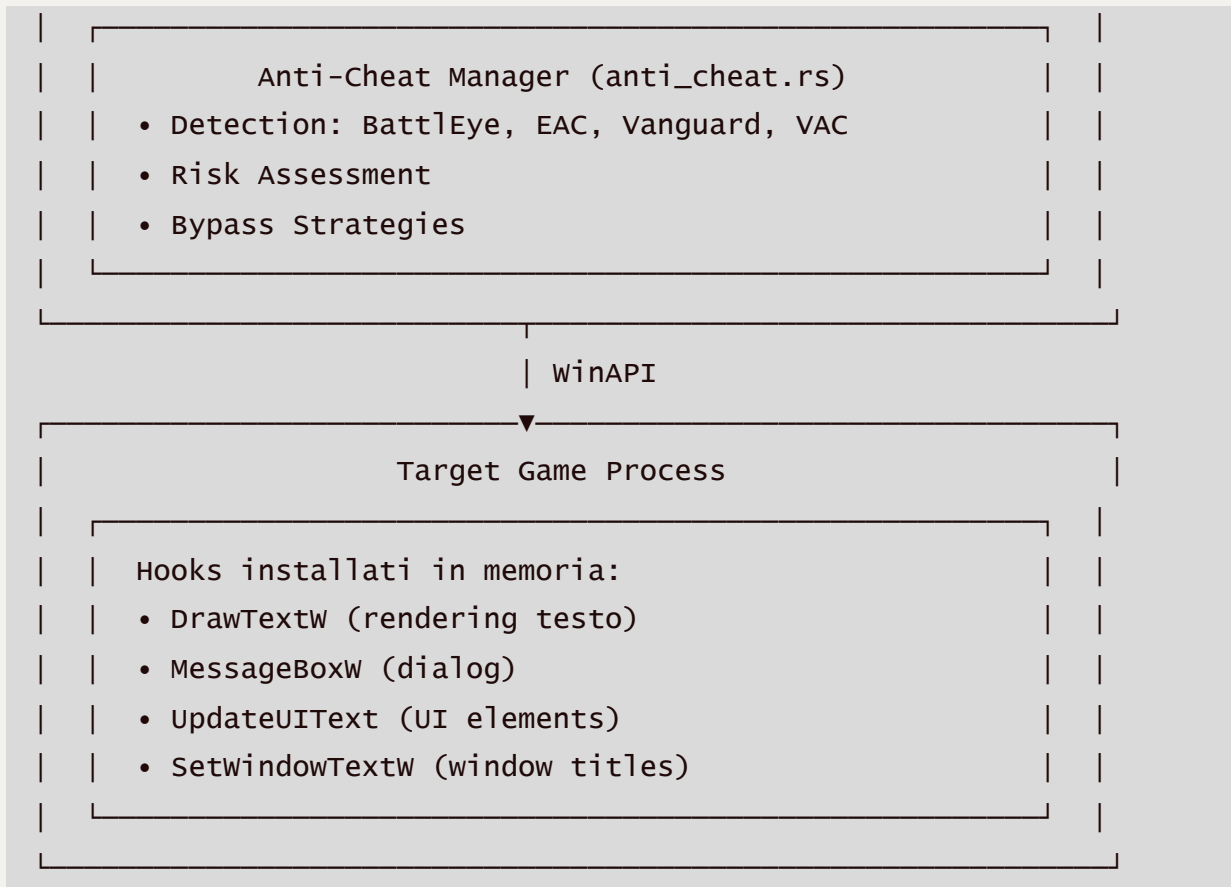 Anti-Cheat Manager (anti_cheat.rs)
• Detection: BattlEye, EAC, Vanguard, VAC
• Risk Assessment
• Bypass Strategies
WinAPI
Target Game Process
Hooks installati in memoria:
• DrawTextW (rendering testo)
• MessageBoxW (dialog)
• UpdateUIText (UI elements)
• SetWindowTextW (window titles)